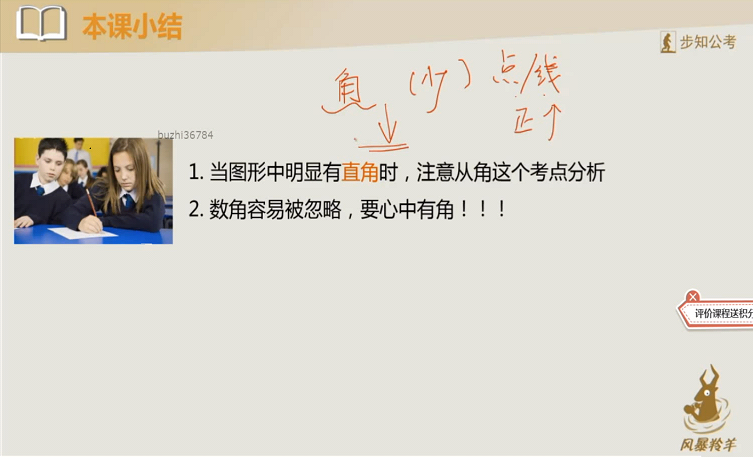 本课小结
步知公考
角 (少) 点/线
正个
buzhi36784
1. 当图形中明显有直角时，注意从角这个考点分析
2. 数角容易被忽略，要心中有角！！！
评价课程送积分
风暴羚羊